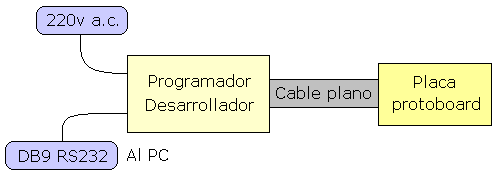 220v a.c.
Programador
Desarrollador
Cable plano
Placa
protoboard
DB9 RS232
Al PC